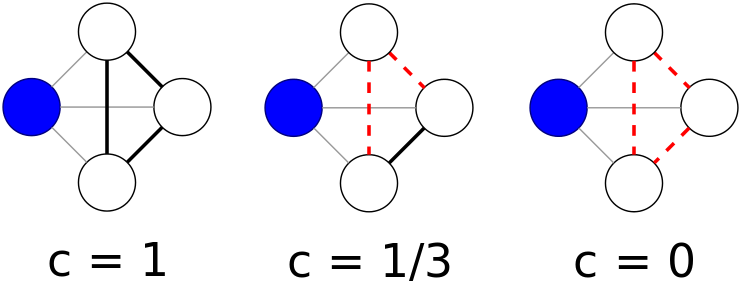 c = 1
c = 1/3
c = 0